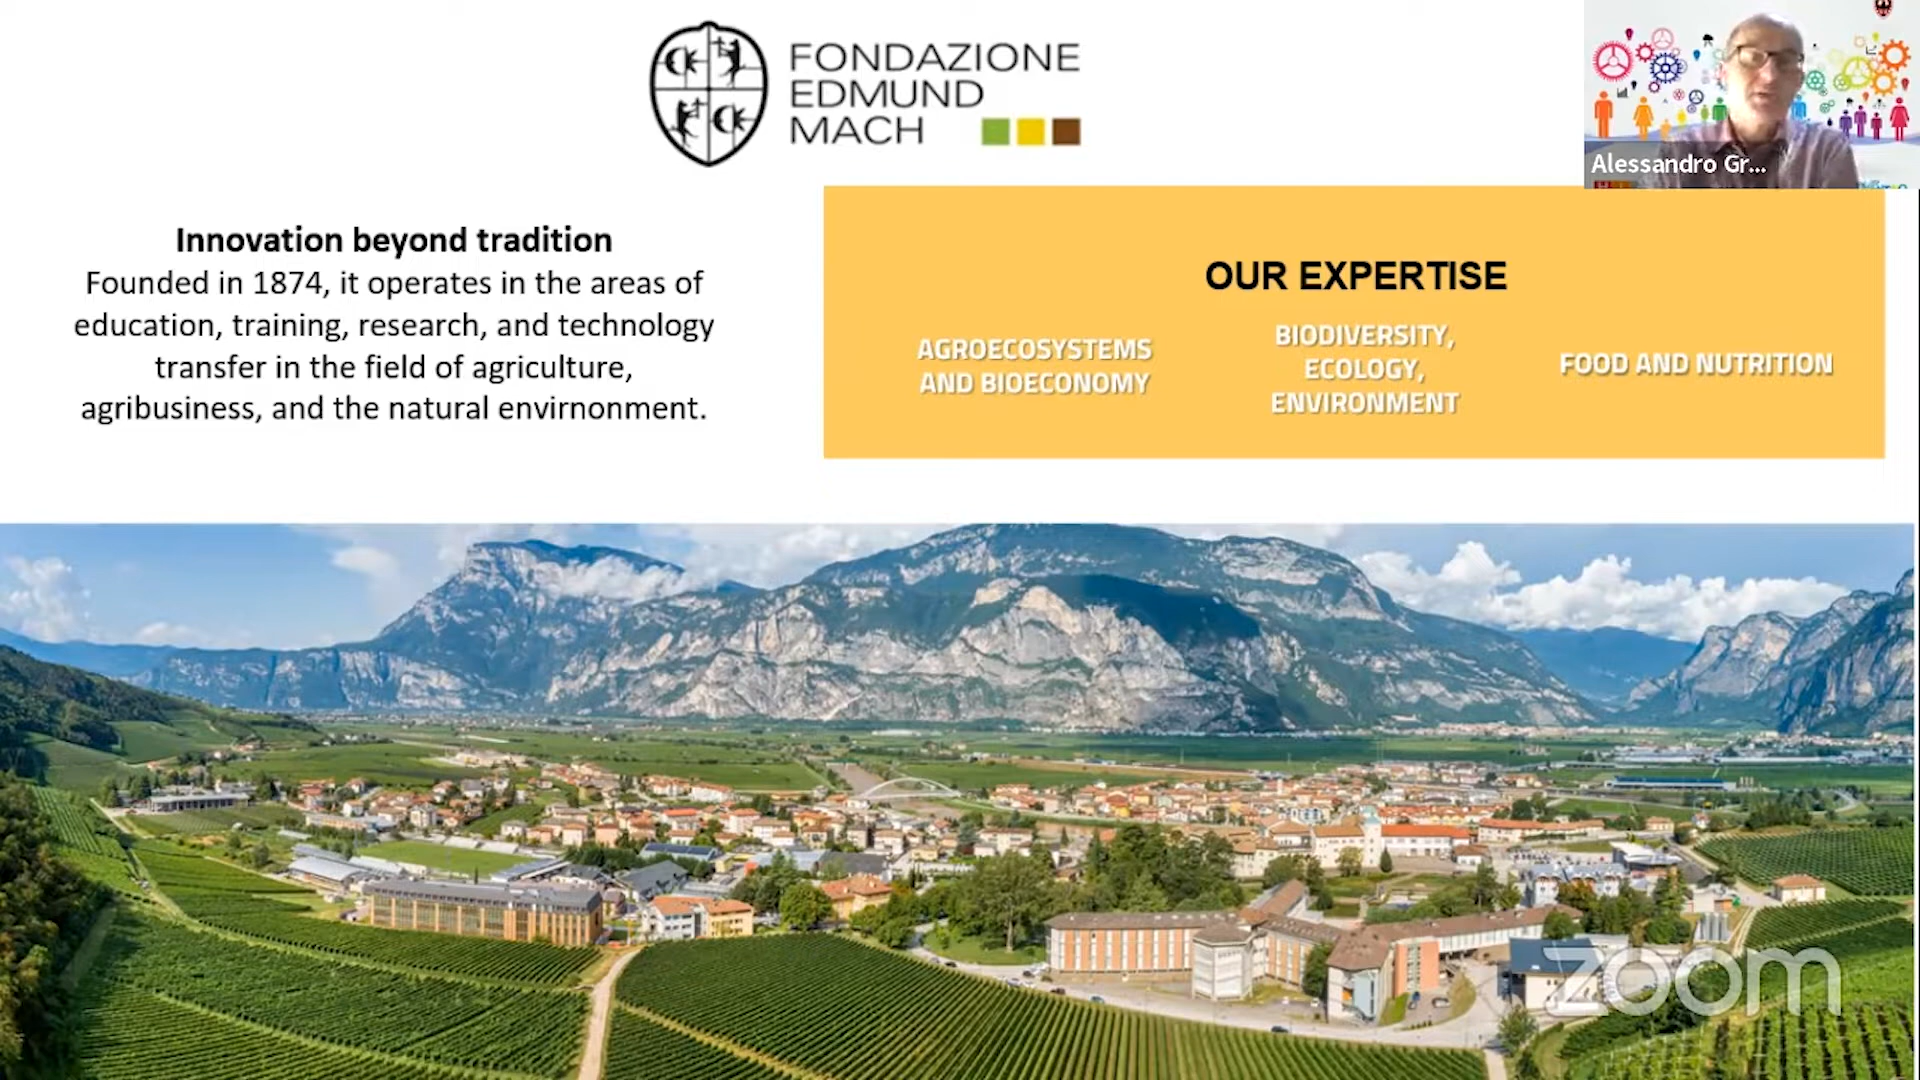 FONDAZIONE
EDMUND
MACH
Alessandro Gr...
Innovation beyond tradition
Founded in 1874, it operates in the areas of
education, training, research, and technology
transfer in the field of agriculture,
agribusiness, and the natural envirnonment.
OUR EXPERTISE
AGROECOSYSTEMS
AND BIOECONOMY
BIODIVERSITY,
ECOLOGY,
ENVIRONMENT
FOOD AND NUTRITION
zoom